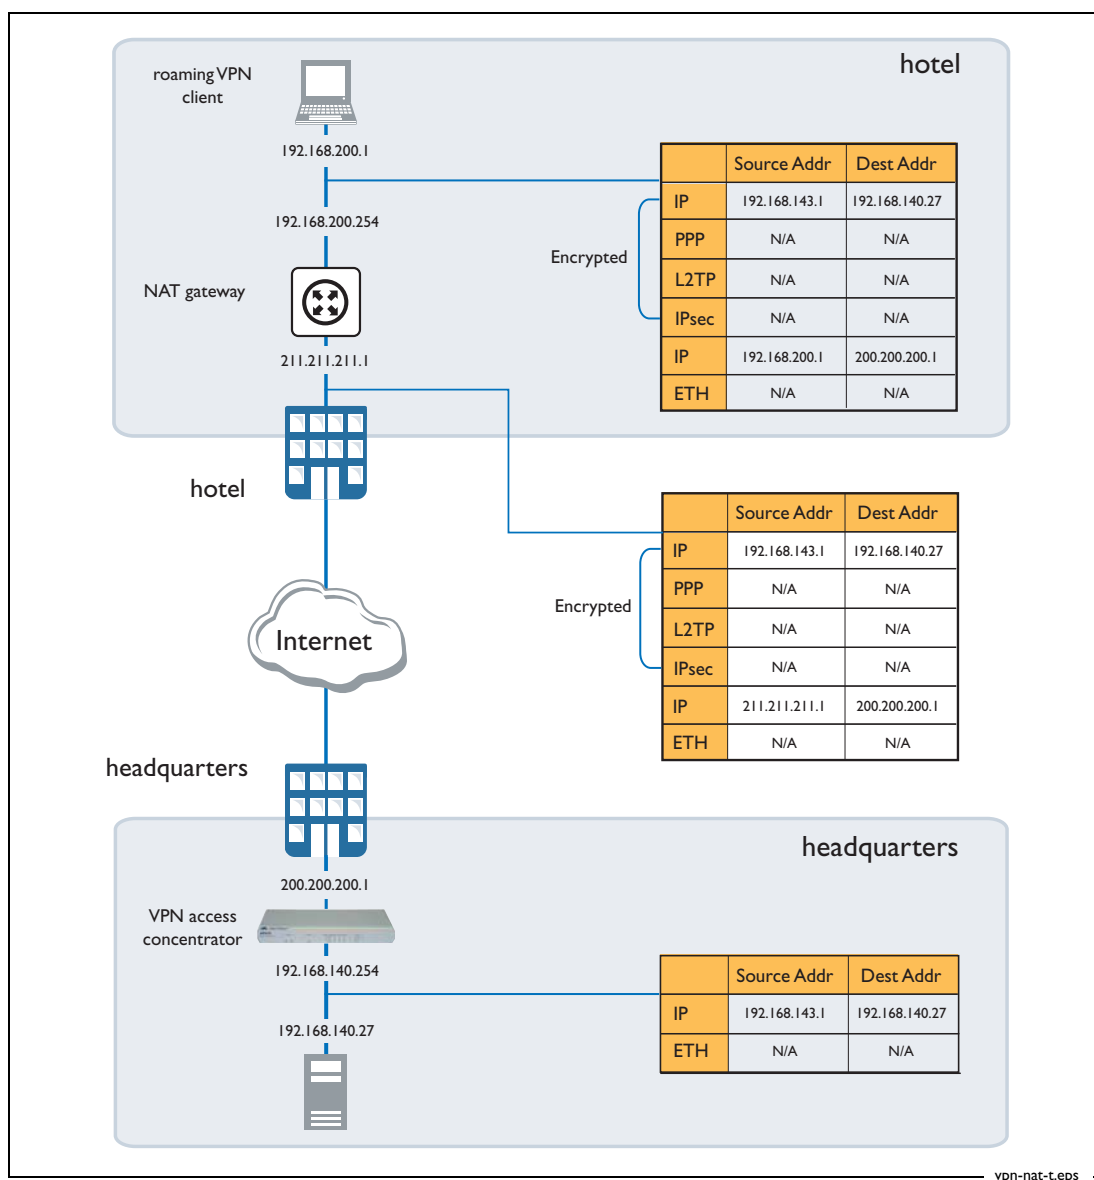 hotel
roaming VPN
client
192.168.200.1
192.168.200.254
NAT gateway
211.211.211.1
Source Addr Dest Addr
IP 192.168.143.1 192.168.140.27
PPP N/A N/A
L2TP N/A N/A
IPsec N/A N/A
IP 192.168.200.1 200.200.200.1
ETH N/A N/A
Encrypted
hotel
Source Addr Dest Addr
IP 192.168.143.1 192.168.140.27
PPP N/A N/A
L2TP N/A N/A
IPsec N/A N/A
IP 211.211.211.1 200.200.200.1
ETH N/A N/A
Encrypted
Internet
headquarters
headquarters
200.200.200.1
VPN access
concentrator
192.168.140.254
192.168.140.27
Source Addr Dest Addr
IP 192.168.143.1 192.168.140.27
ETH N/A N/A
vpn-nat-t.eps